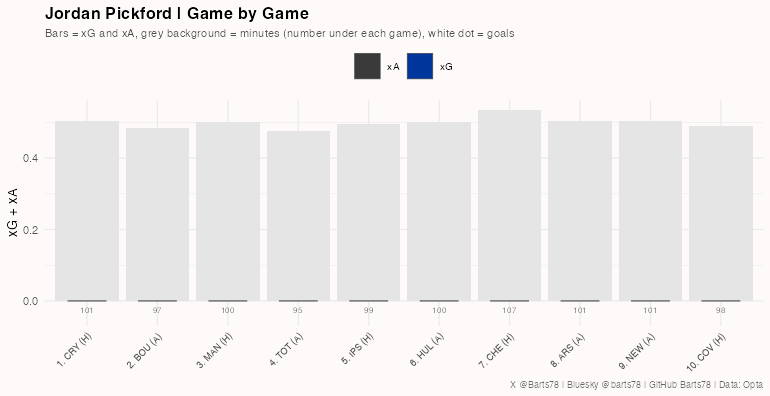 Jordan Pickford | Game by Game
Bars = xG and xA, grey background = minutes (number under each game), white dot = goals
xA xG
xG + xA
0.4
0.2
0.0
101 97 100 95 99 100 107 101 101 98
1. CRY (H) 2. BOU (A) 3. MAN (H) 4. TOT (A) 5. IPS (H) 6. HUL (A) 7. CHE (H) 8. ARS (A) 9. NEW (A) 10. COV (H)
X @Barts78 | Bluesky @barts78 | GitHub Barts78 | Data: Opta